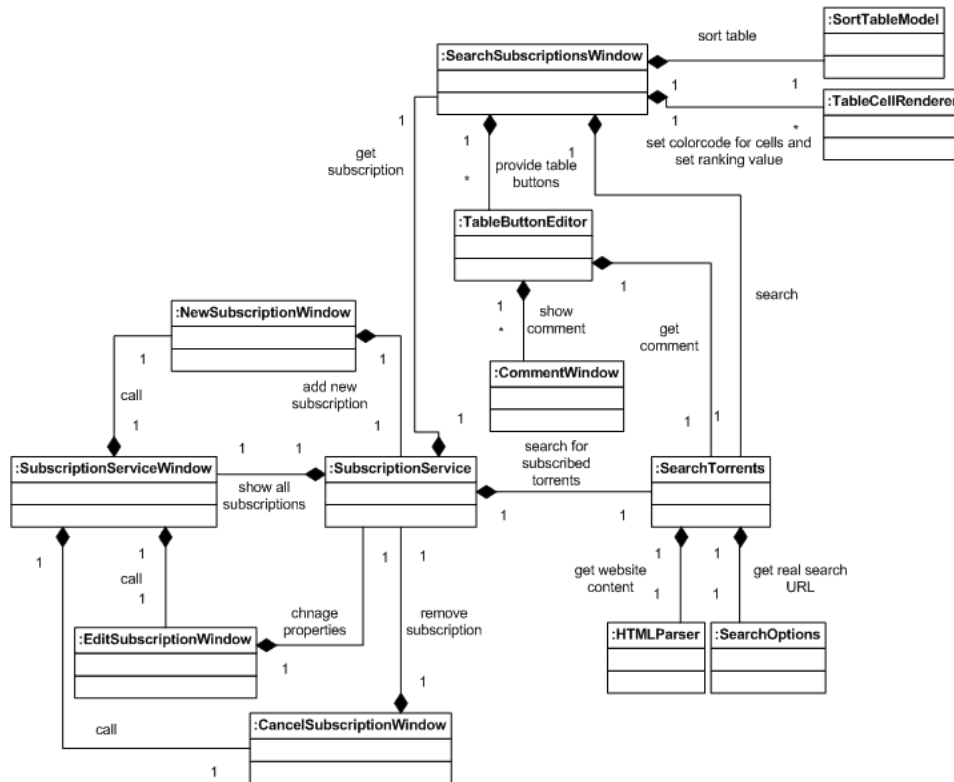 :SortTableModel
sort table
:SearchSubscriptionsWindow
1
1
:TableCellRenderer
1
1
*
set colorcode for cells and
set ranking value
1
1
get
subscription
provide table
buttons
*
:TableButtonEditor
1
search
1
show
comment
*
get
comment
:NewSubscriptionWindow
1
1
:CommentWindow
call
add new
subscription
1
1
1
1
1
1
1
:SubscriptionServiceWindow
:SubscriptionService
search for
subscribed
torrents
:SearchTorrents
show all
subscriptions
1
1
1
1
1
1
1
1
1
call
get website
content
get real search
URL
1
1
1
chnage
properties
remove
subscription
:EditSubscriptionWindow
:HTMLParser
:SearchOptions
1
1
:CancelSubscriptionWindow
call
1